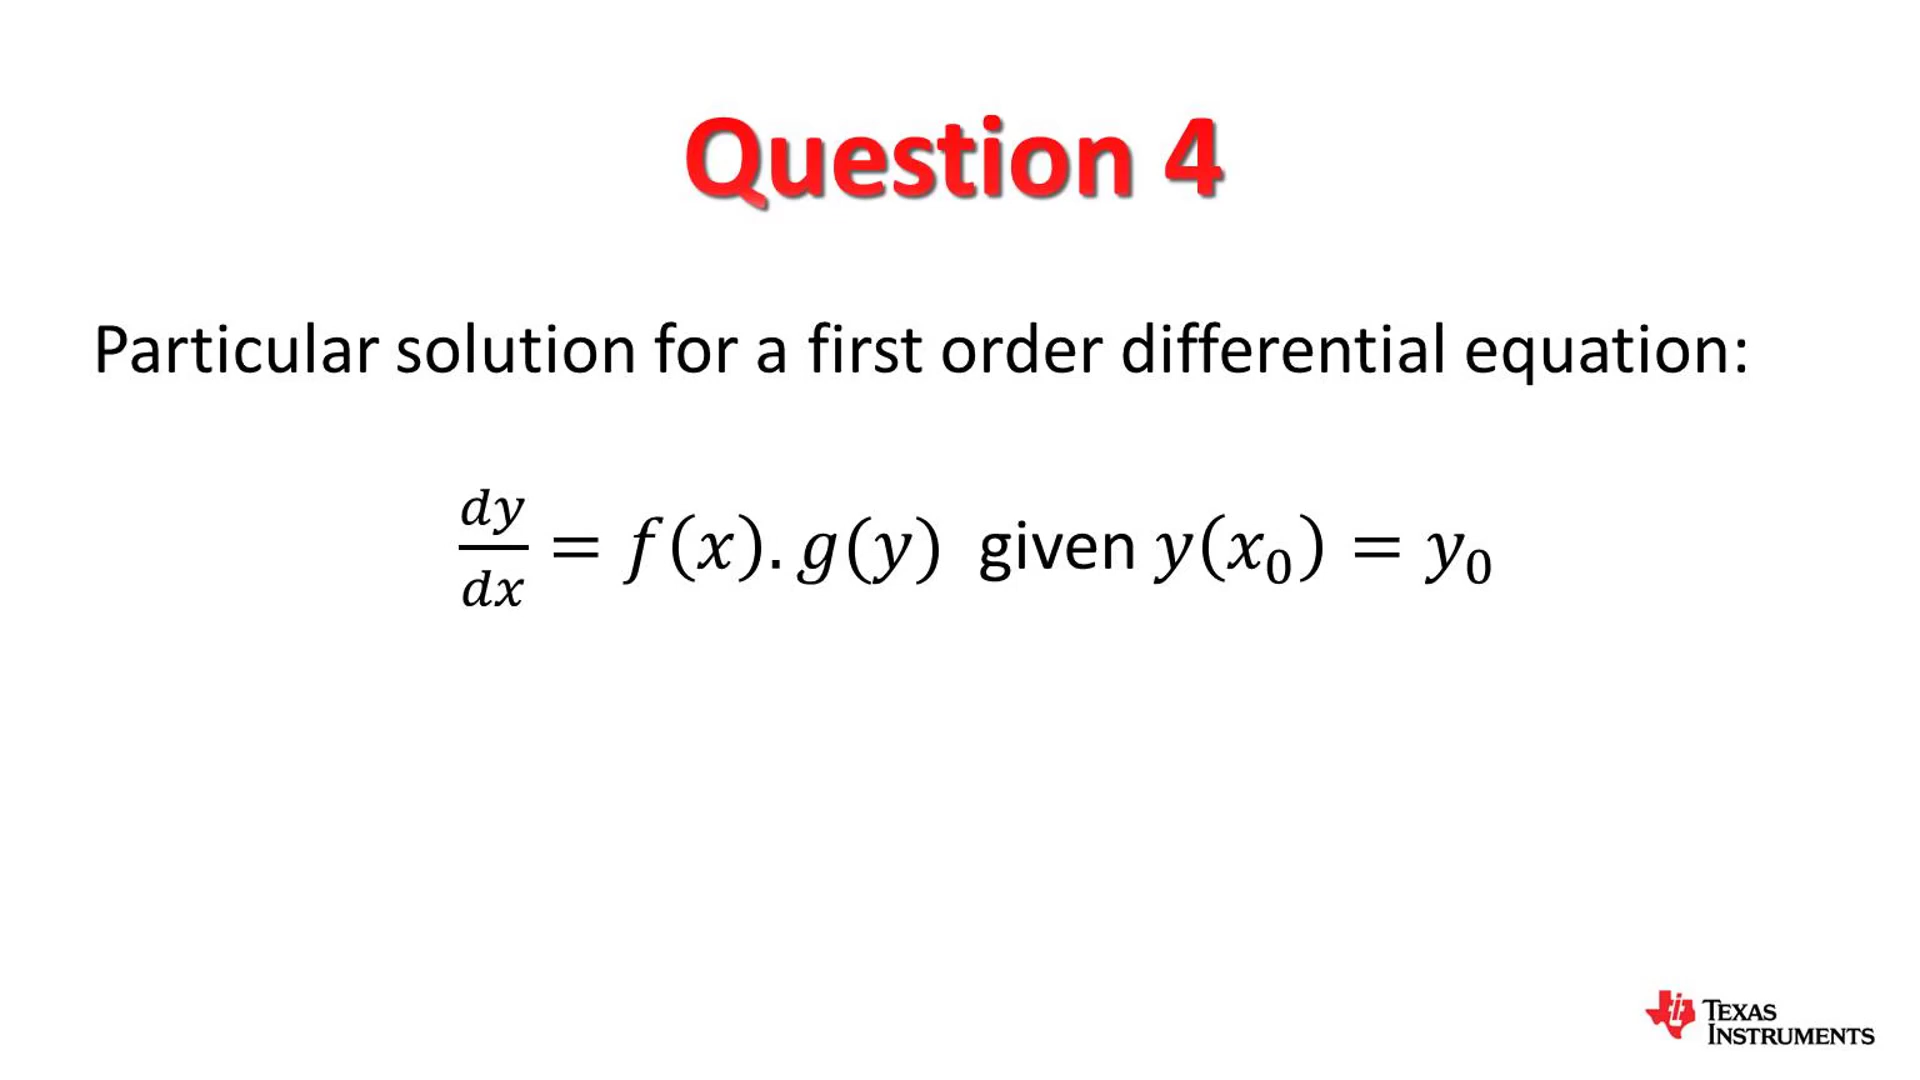 Question 4
Particular solution for a first order differential equation:
dy/dx = f(x). g(y) given y(x₀) = y₀
TEXAS
INSTRUMENTS